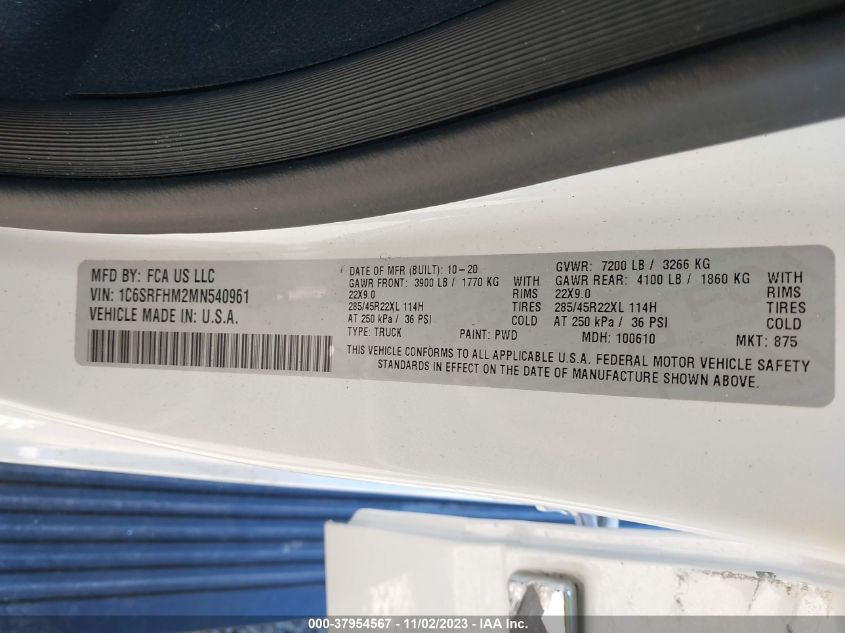 MFD BY: FCA US LLC
VIN: 1C6SRFHM2MN540961
VEHICLE MADE IN: U.S.A.
DATE OF MFR (BUILT): 10-20 GVWR: 7200 LB / 3266 KG
GAWR FRONT: 3900 LB / 1770 KG WITH GAWR REAR: 4100 LB / 1860 KG WITH
22X9.0 RIMS 22X9.0 RIMS
285/45R22XL 114H TIRES 285/45R22XL 114H TIRES
AT 250 kPa / 36 PSI COLD AT 250 kPa / 36 PSI COLD
TYPE: TRUCK PAINT: PWD MDH: 100610 MKT: 875
THIS VEHICLE CONFORMS TO ALL APPLICABLE U.S.A. FEDERAL MOTOR VEHICLE SAFETY
STANDARDS IN EFFECT ON THE DATE OF MANUFACTURE SHOWN ABOVE.
000-37954567 - 11/02/2023 - IAA Inc.